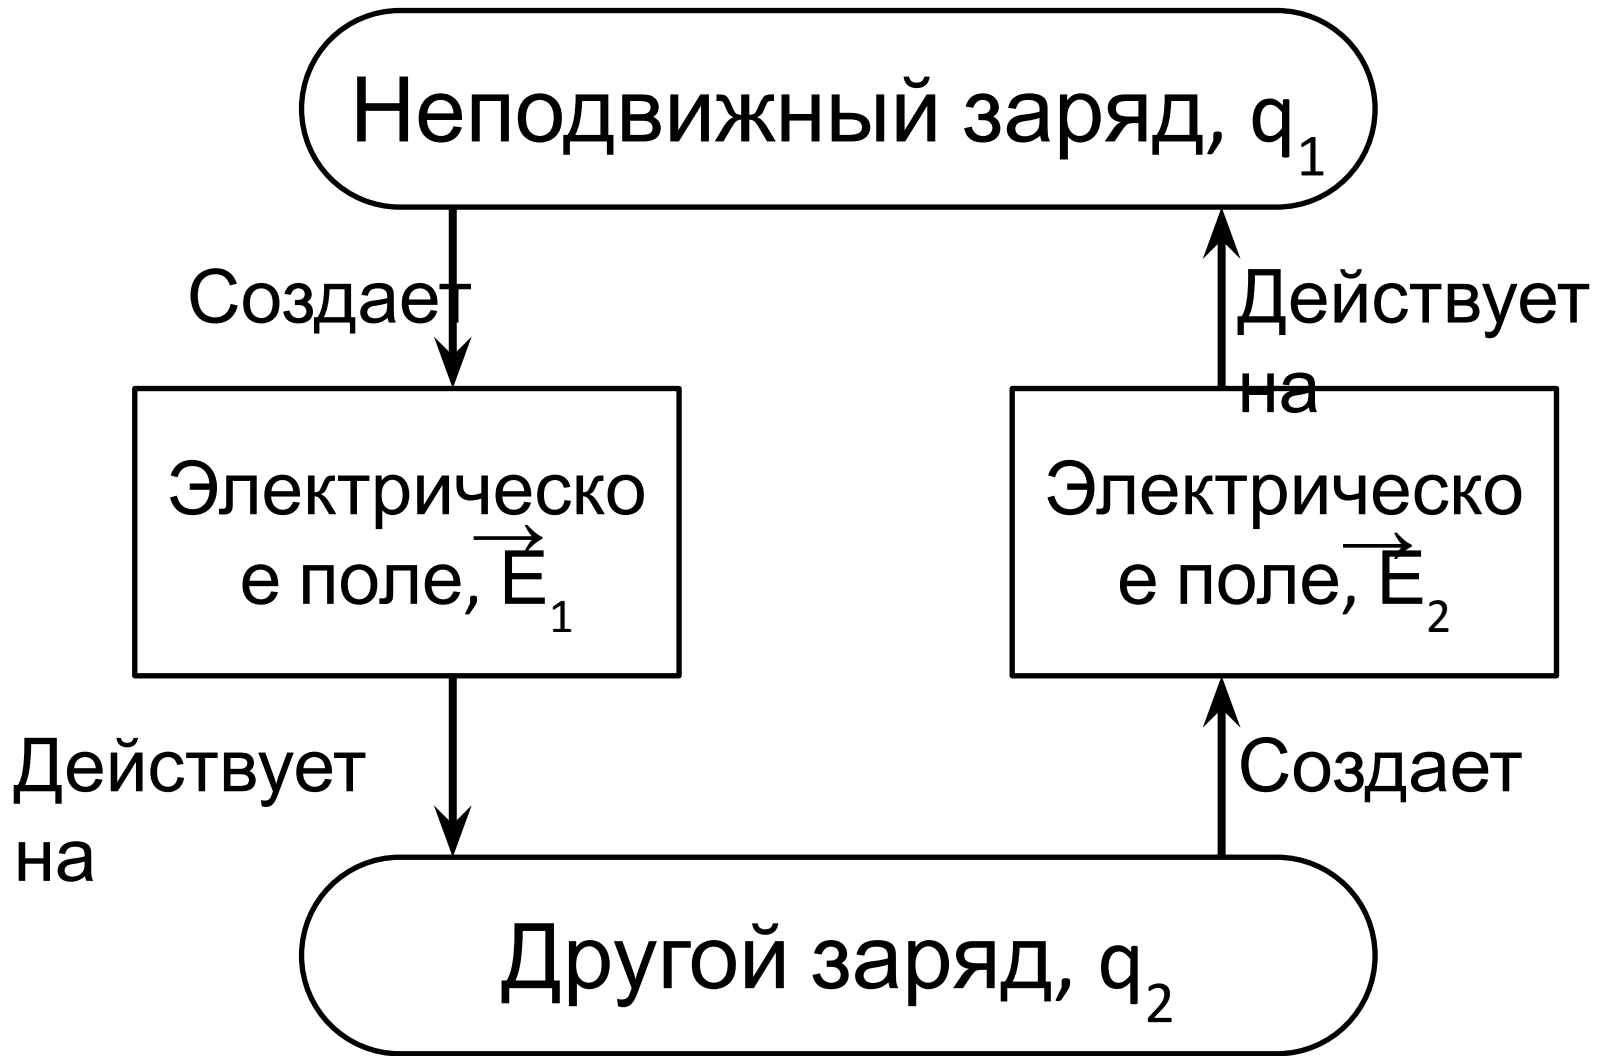 Неподвижный заряд, q₁
Создает
Действует
на
Электрическо
е поле, E₁
Электрическо
е поле, E₂
Действует
на
Создает
Другой заряд, q₂